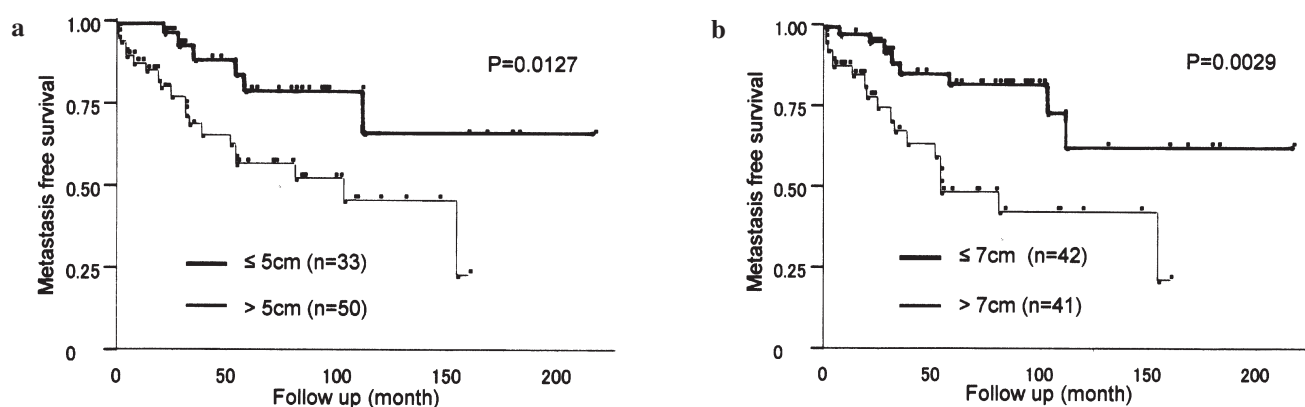 a
1.00
0.75
0.50
0.25
0
Metastasis free survival
P=0.0127
≤ 5cm (n=33)
> 5cm (n=50)
0 50 100 150 200
Follow up (month)
b
1.00
0.75
0.50
0.25
0
Metastasis free survival
P=0.0029
≤ 7cm (n=42)
> 7cm (n=41)
0 50 100 150 200
Follow up (month)